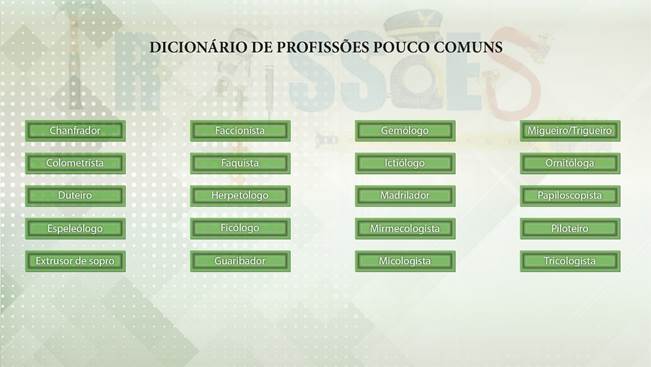 PROFISSÕES
DICIONÁRIO DE PROFISSÕES POUCO COMUNS
Chanfrador
Faccionista
Gemólogo
Migueiro/Trigueiro
Colometrista
Faquista
Ictiólogo
Ornitóloga
Duteiro
Herpetólogo
Madrilador
Papiloscopista
Espeleólogo
Ficólogo
Mirmecologista
Piloteiro
Extrusor de sopro
Guaribador
Micologista
Tricologista